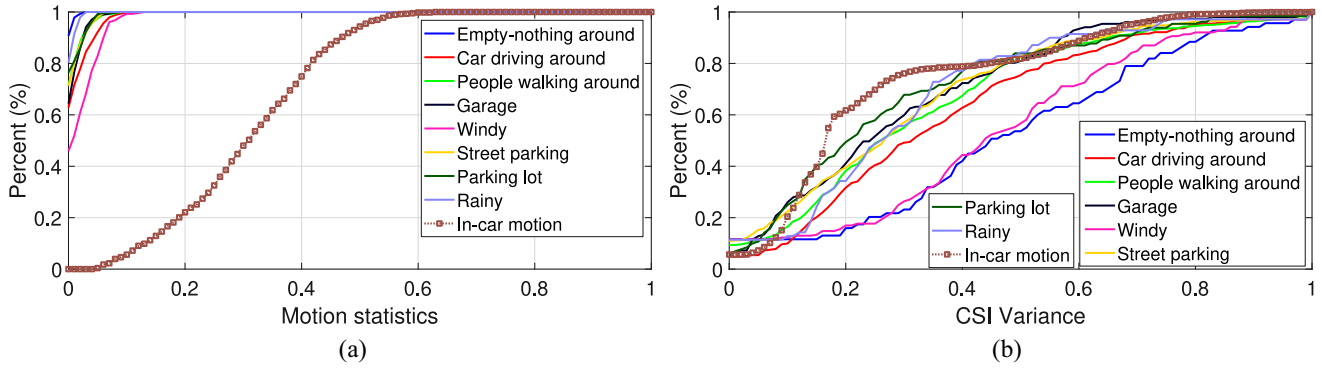 1
0.8
0.6
0.4
0.2
0
Percent (%)
0 0.2 0.4 0.6 0.8 1
Motion statistics
Empty-nothing around
Car driving around
People walking around
Garage
Windy
Street parking
Parking lot
Rainy
In-car motion
(a)
1
0.8
0.6
0.4
0.2
0
Percent (%)
0 0.2 0.4 0.6 0.8 1
CSI Variance
Parking lot
Rainy
In-car motion
Empty-nothing around
Car driving around
People walking around
Garage
Windy
Street parking
(b)